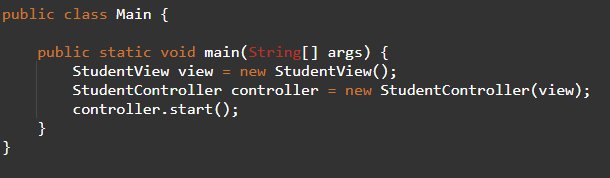 public class Main {
public static void main(String[] args) {
StudentView view = new StudentView();
StudentController controller = new StudentController(view);
controller.start();
}
}